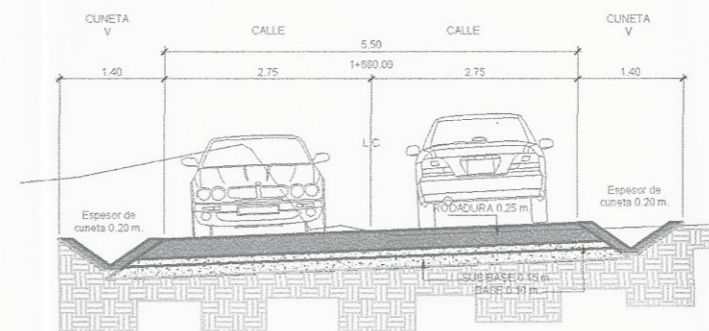 CUNETA
V
CALLE
CALLE
CUNETA
V
5.50
1+880.00
1.40
2.75
2.75
1.40
L C
Espesor de
cuneta 0.20 m.
Espesor de
cuneta 0.20 m.
RODADURA 0.25 m.
SUB BASE 0.15 m.
BASE 0.10 m.